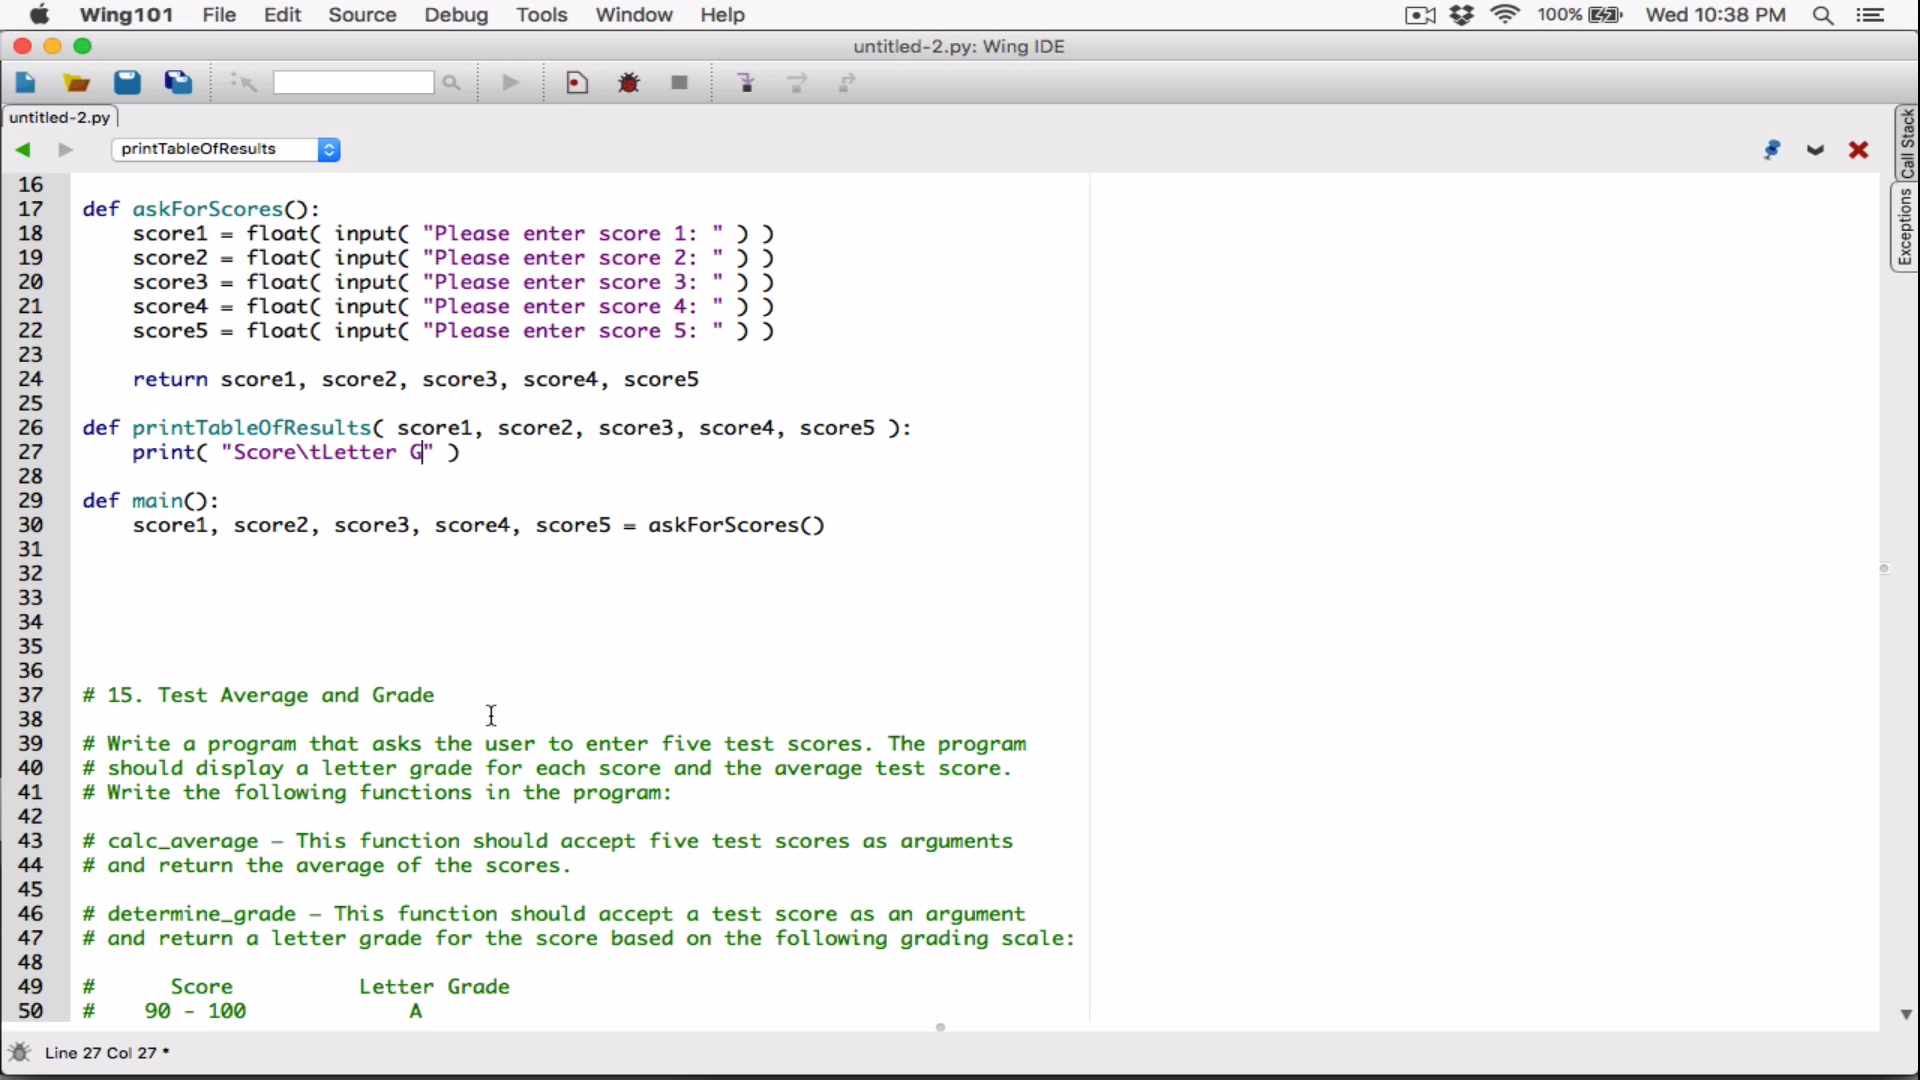 Wing101 File Edit Source Debug Tools Window Help 100% Wed 10:38 PM
untitled-2.py: Wing IDE
untitled-2.py
printTableOfResults
Call Stack
Exceptions
16
17 def askForScores():
18     score1 = float( input( "Please enter score 1: " ) )
19     score2 = float( input( "Please enter score 2: " ) )
20     score3 = float( input( "Please enter score 3: " ) )
21     score4 = float( input( "Please enter score 4: " ) )
22     score5 = float( input( "Please enter score 5: " ) )
23
24     return score1, score2, score3, score4, score5
25
26 def printTableOfResults( score1, score2, score3, score4, score5 ):
27     print( "Score\tLetter G" )
28
29 def main():
30     score1, score2, score3, score4, score5 = askForScores()
31
32
33
34
35
36
37 # 15. Test Average and Grade
38
39 # Write a program that asks the user to enter five test scores. The program
40 # should display a letter grade for each score and the average test score.
41 # Write the following functions in the program:
42
43 # calc_average – This function should accept five test scores as arguments
44 # and return the average of the scores.
45
46 # determine_grade – This function should accept a test score as an argument
47 # and return a letter grade for the score based on the following grading scale:
48
49 #      Score          Letter Grade
50 #    90 - 100             A
Line 27 Col 27 *